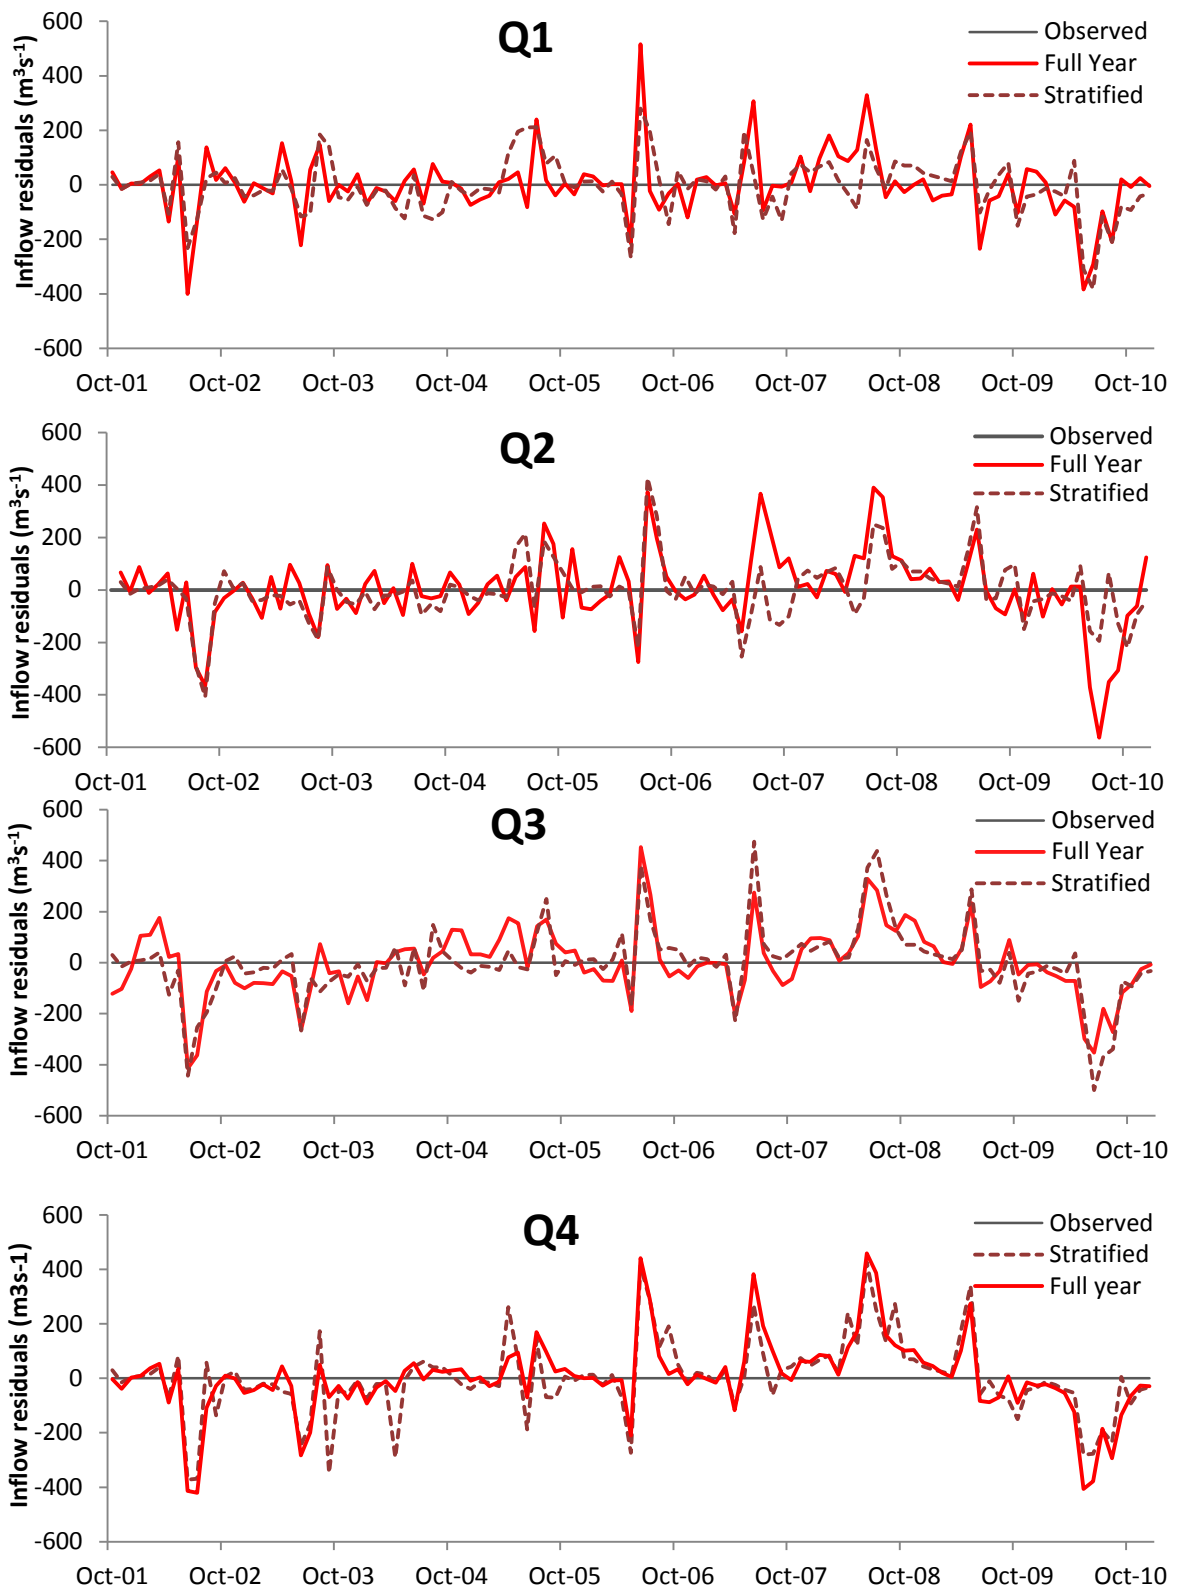 Q1
Inflow residuals (m³s⁻¹)
600
400
200
0
-200
-400
-600
Observed
Full Year
Stratified
Oct-01 Oct-02 Oct-03 Oct-04 Oct-05 Oct-06 Oct-07 Oct-08 Oct-09 Oct-10
Q2
Inflow residuals (m³s⁻¹)
600
400
200
0
-200
-400
-600
Observed
Full Year
Stratified
Oct-01 Oct-02 Oct-03 Oct-04 Oct-05 Oct-06 Oct-07 Oct-08 Oct-09 Oct-10
Q3
Inflow residuals (m³s⁻¹)
600
400
200
0
-200
-400
-600
Observed
Full Year
Stratified
Oct-01 Oct-02 Oct-03 Oct-04 Oct-05 Oct-06 Oct-07 Oct-08 Oct-09 Oct-10
Q4
Inflow residuals (m3s-1)
600
400
200
0
-200
-400
-600
Observed
Stratified
Full year
Oct-01 Oct-02 Oct-03 Oct-04 Oct-05 Oct-06 Oct-07 Oct-08 Oct-09 Oct-10